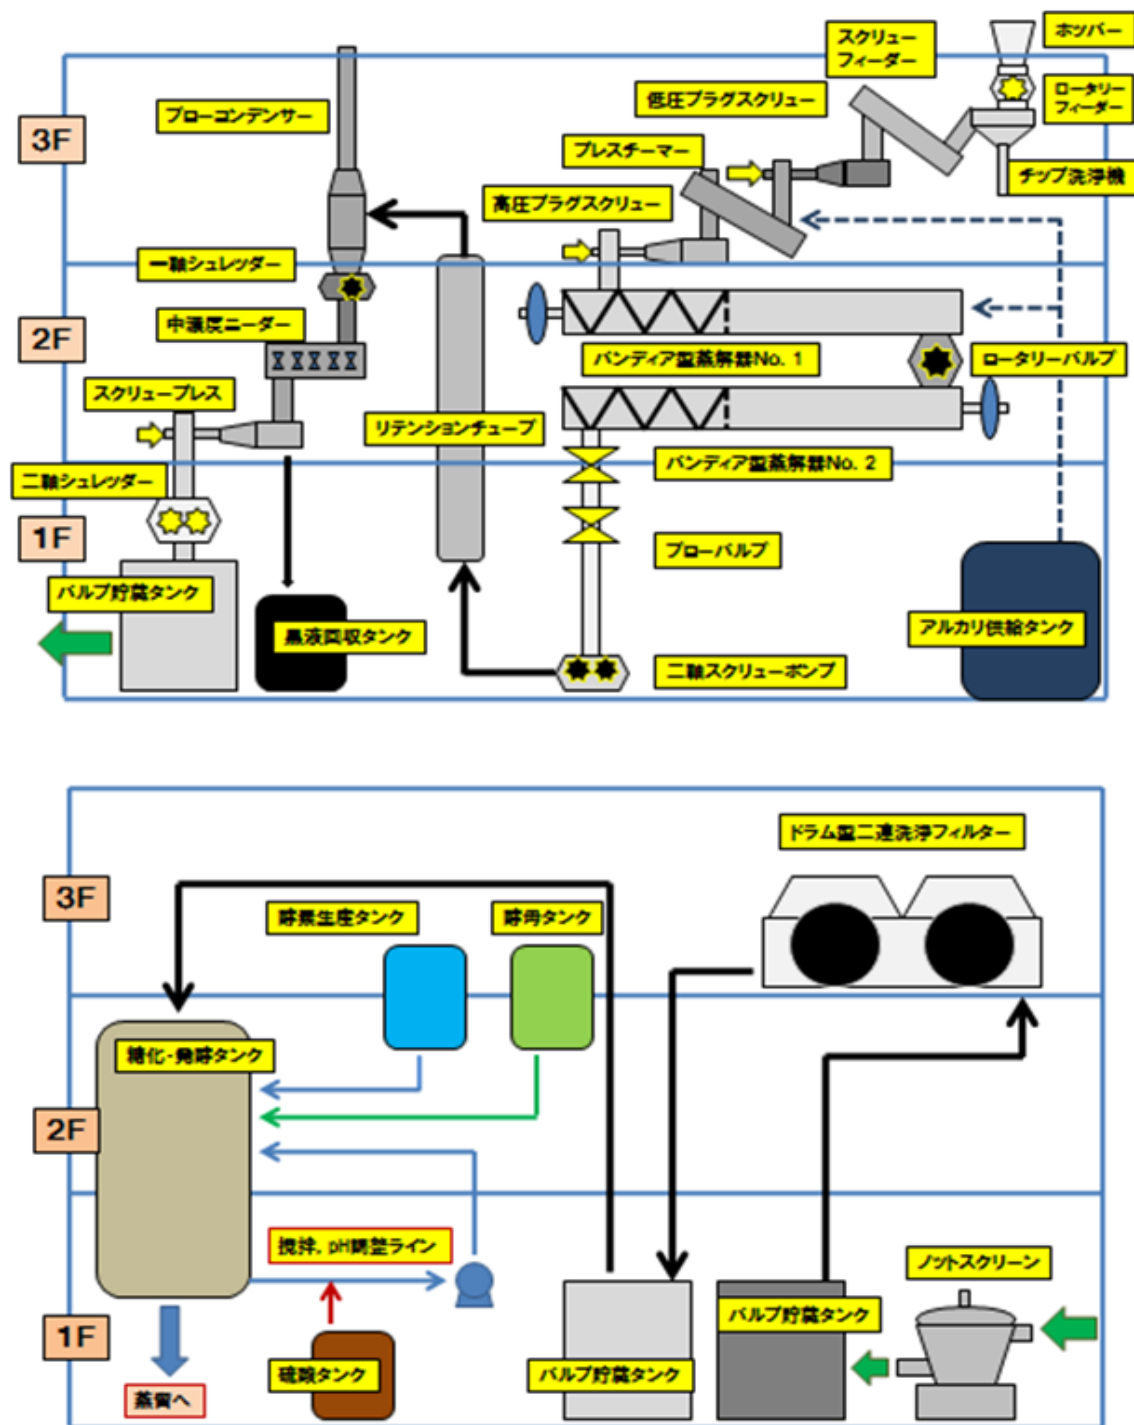 スクリュー
フィーダー
ホッパー
ロータリー
フィーダー
低圧プラグスクリュー
ブローコンデンサー
3F
プレスチーマー
チップ洗浄機
高圧プラグスクリュー
一軸シュレッダー
中濃度ニーダー
2F
パンディア型蒸解器No. 1
ロータリーバルブ
スクリュープレス
リテンションチューブ
パンディア型蒸解器No. 2
二軸シュレッダー
1F
ブローバルブ
パルプ貯蔵タンク
黒液回収タンク
アルカリ供給タンク
二軸スクリューポンプ
ドラム型二連洗浄フィルター
3F
酵素生産タンク
酵母タンク
糖化・発酵タンク
2F
撹拌, pH調整ライン
ノットスクリーン
1F
パルプ貯蔵タンク
硫酸タンク
パルプ貯蔵タンク
蒸留へ